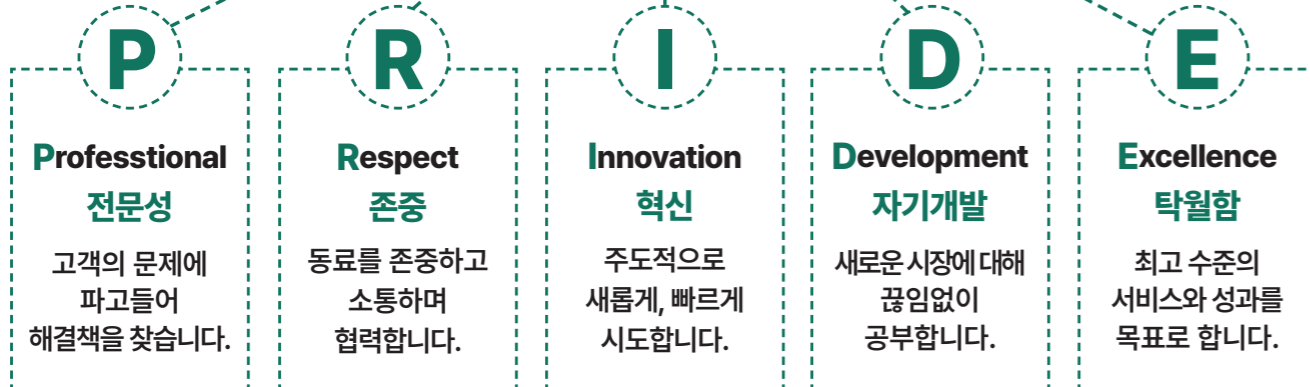 P
Professtional
전문성
고객의 문제에
파고들어
해결책을 찾습니다.
R
Respect
존중
동료를 존중하고
소통하며
협력합니다.
I
Innovation
혁신
주도적으로
새롭게, 빠르게
시도합니다.
D
Development
자기개발
새로운 시장에 대해
끊임없이
공부합니다.
E
Excellence
탁월함
최고 수준의
서비스와 성과를
목표로 합니다.